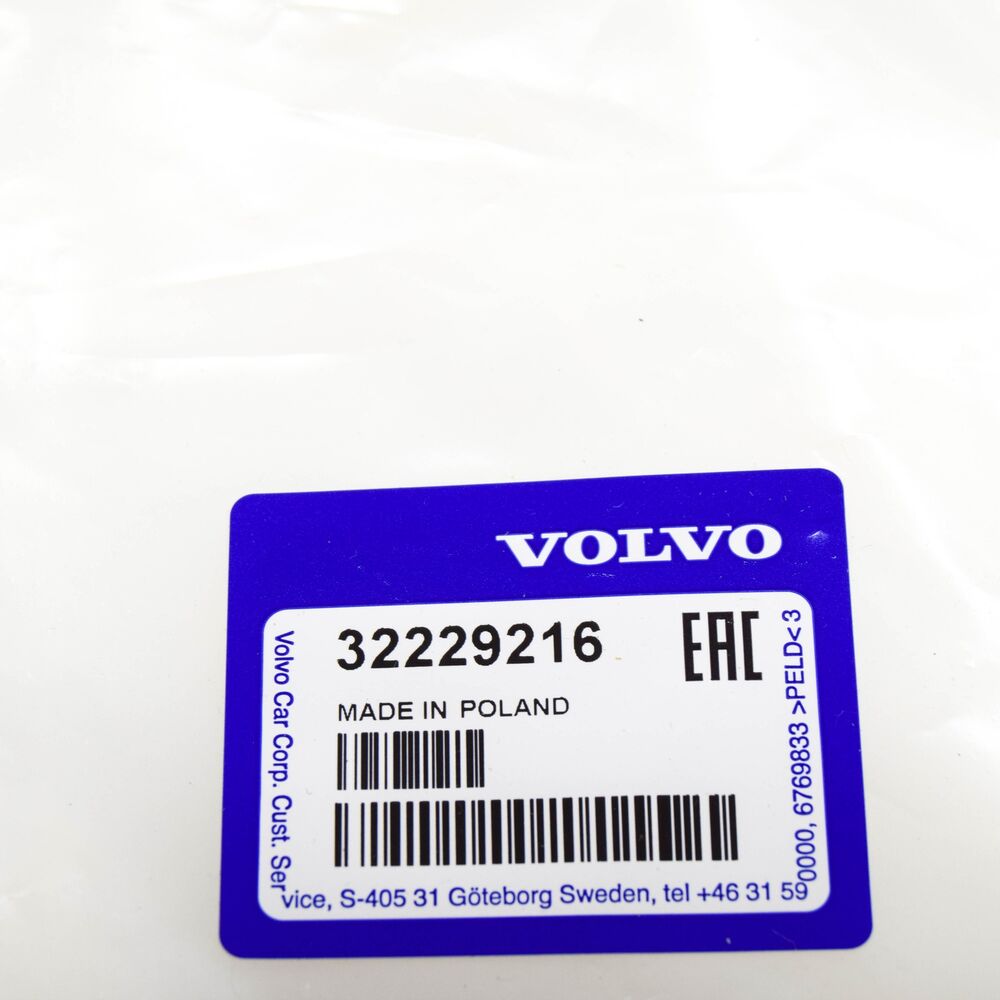 VOLVO
32229216
EAC
MADE IN POLAND
Volvo Car Corp. Cust. Service, S-405 31 Göteborg Sweden, tel +46 31 590000, 6769833 >PELD< 3